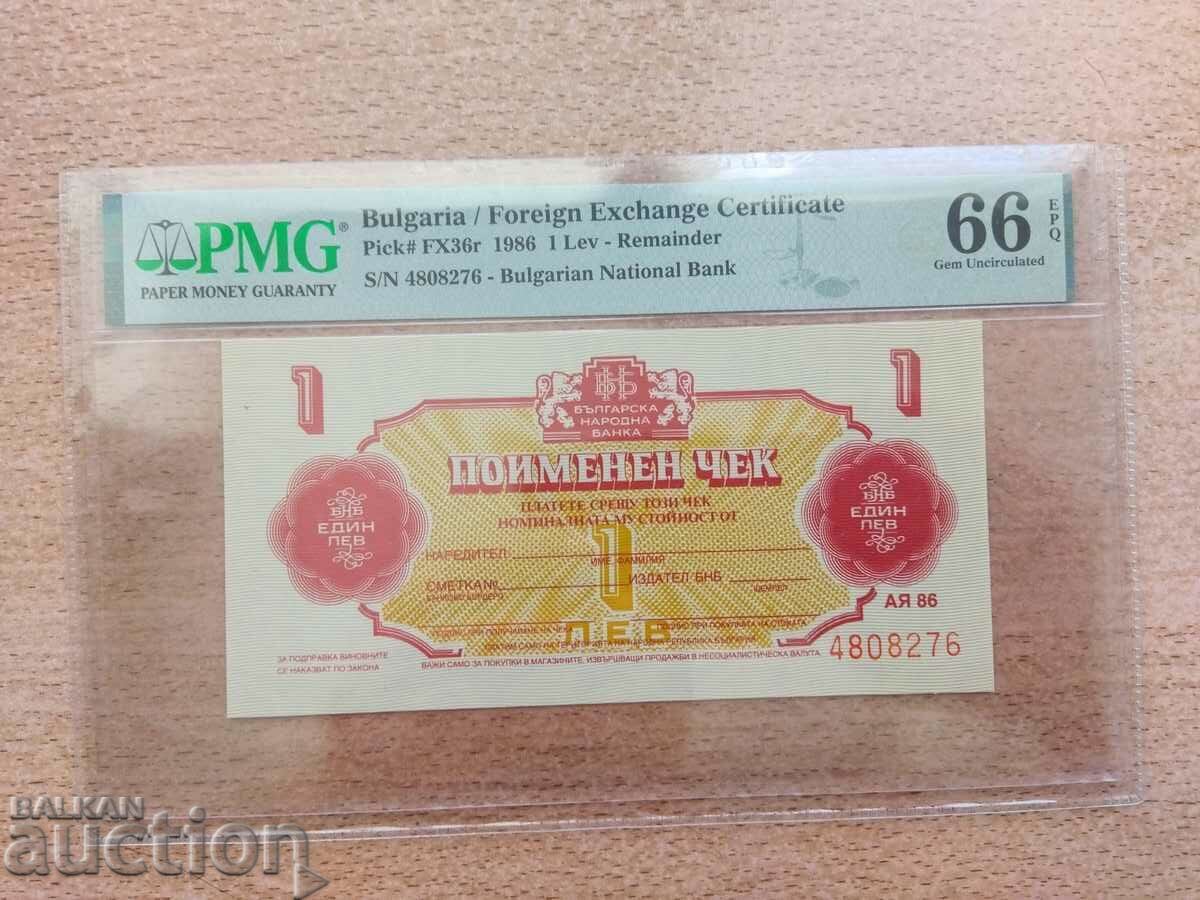 PMG®
PAPER MONEY GUARANTY
Bulgaria / Foreign Exchange Certificate
Pick# FX36r 1986 1 Lev - Remainder
S/N 4808276 - Bulgarian National Bank
66 EPQ
Gem Uncirculated
1
1
БНБ
БЪЛГАРСКА
НАРОДНА
БАНКА
ПОИМЕНЕН ЧЕК
ПЛАТЕТЕ СРЕЩУ ТОЗИ ЧЕК
НОМИНАЛНАТА МУ СТОЙНОСТ ОТ
БНБ
ЕДИН
ЛЕВ
БНБ
ЕДИН
ЛЕВ
НАРЕДИТЕЛ
ИМЕ, ФАМИЛИЯ
1
СМЕТКА №
ИЗДАТЕЛ БНБ
ЛЕВ
АЯ 86
4808276
ЗА ПОДПРАВКА ВИНОВНИТЕ
СЕ НАКАЗВАТ ПО ЗАКОНА
ВАЖИ САМО ЗА ПОКУПКИ В МАГАЗИНИТЕ, ИЗВЪРШВАЩИ ПРОДАЖБИ В НЕСОЦИАЛИСТИЧЕСКА ВАЛУТА
BALKAN
auction